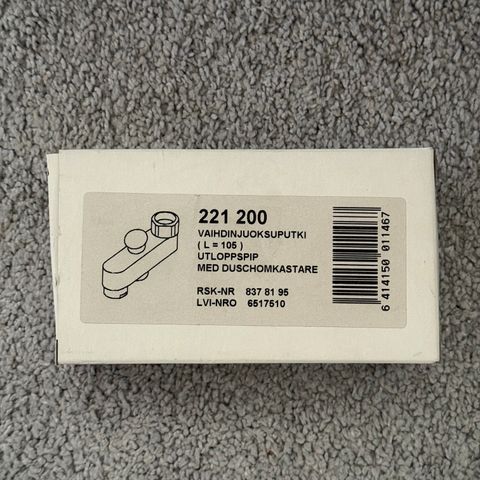 221 200
VAIHDINJUOKSUPUTKI
( L = 105 )
UTLOPPSPIP
MED DUSCHOMKASTARE
RSK-NR 837 81 95
LVI-NRO 6517510
6 414150 011467